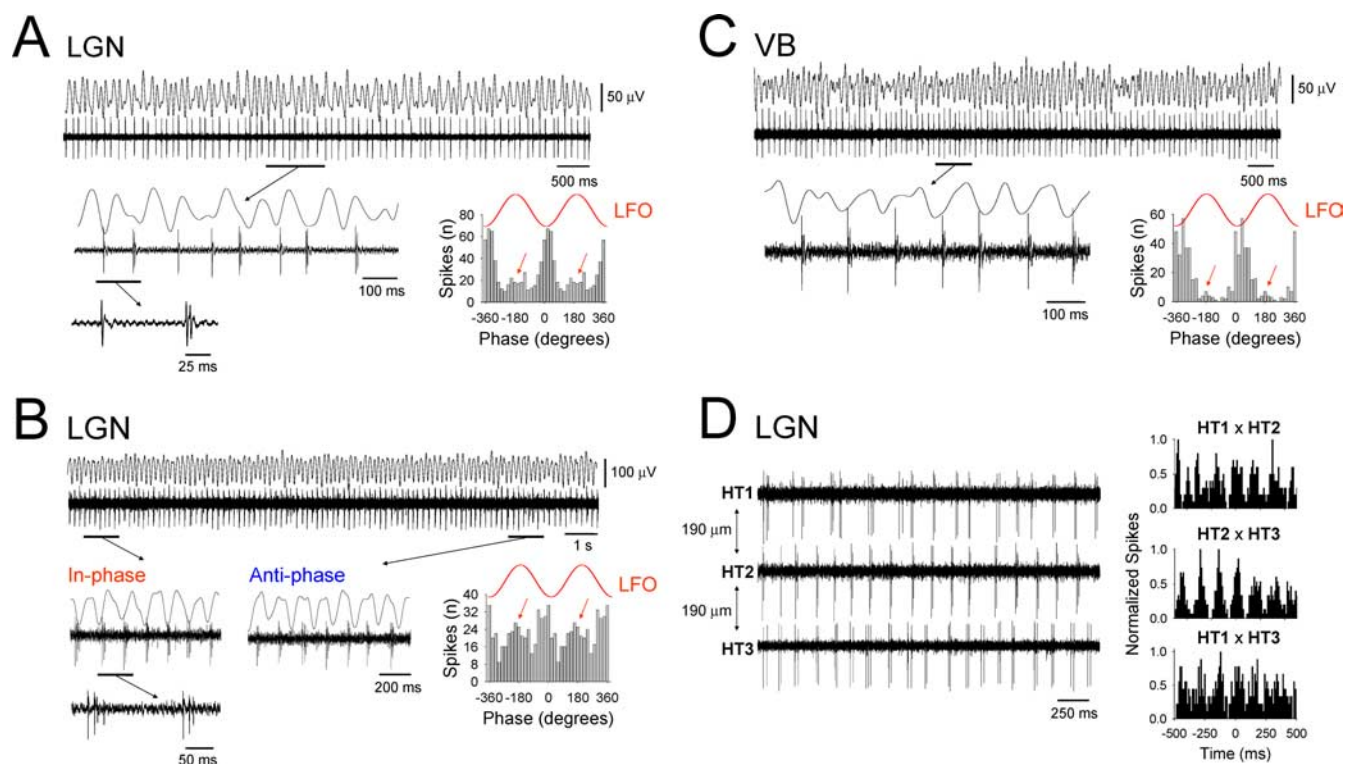 A LGN
50 µV
500 ms
100 ms
25 ms
LFO
Spikes (n)
80
60
40
20
0
-360 -180 0 180 360
Phase (degrees)
C VB
50 µV
500 ms
100 ms
LFO
Spikes (n)
60
40
20
0
-360 -180 0 180 360
Phase (degrees)
B LGN
100 µV
1 s
In-phase
Anti-phase
200 ms
50 ms
LFO
Spikes (n)
40
32
24
16
8
0
-360 -180 0 180 360
Phase (degrees)
D LGN
HT1
190 µm
HT2
190 µm
HT3
250 ms
Normalized Spikes
HT1 x HT2
1.0
0.5
0.0
HT2 x HT3
1.0
0.5
0.0
HT1 x HT3
1.0
0.5
0.0
-500 -250 0 250 500
Time (ms)